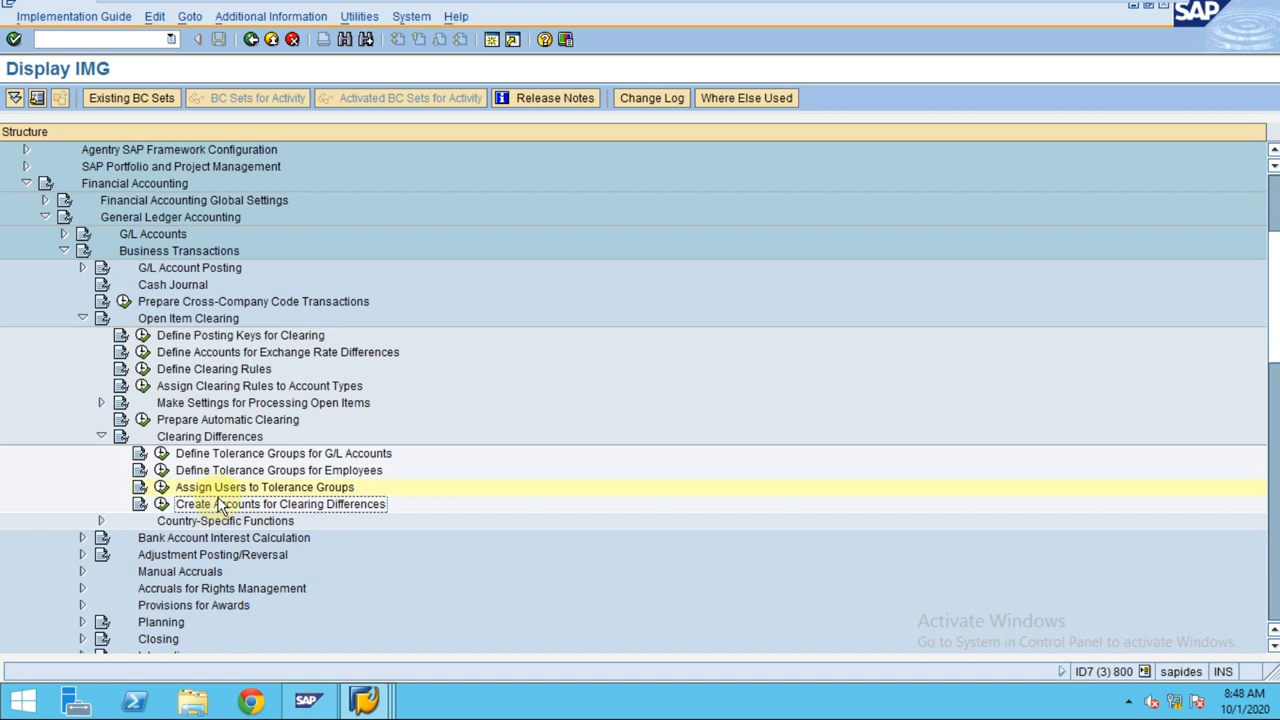 Implementation Guide Edit Goto Additional Information Utilities System Help
SAP
Display IMG
Existing BC Sets BC Sets for Activity Activated BC Sets for Activity Release Notes Change Log Where Else Used
Structure
Agentry SAP Framework Configuration
SAP Portfolio and Project Management
Financial Accounting
Financial Accounting Global Settings
General Ledger Accounting
G/L Accounts
Business Transactions
G/L Account Posting
Cash Journal
Prepare Cross-Company Code Transactions
Open Item Clearing
Define Posting Keys for Clearing
Define Accounts for Exchange Rate Differences
Define Clearing Rules
Assign Clearing Rules to Account Types
Make Settings for Processing Open Items
Prepare Automatic Clearing
Clearing Differences
Define Tolerance Groups for G/L Accounts
Define Tolerance Groups for Employees
Assign Users to Tolerance Groups
Create Accounts for Clearing Differences
Country-Specific Functions
Bank Account Interest Calculation
Adjustment Posting/Reversal
Manual Accruals
Accruals for Rights Management
Provisions for Awards
Planning
Closing
Activate Windows
Go to System in Control Panel to activate Windows.
ID7 (3) 800 sapides INS
SAP
8:48 AM
10/1/2020